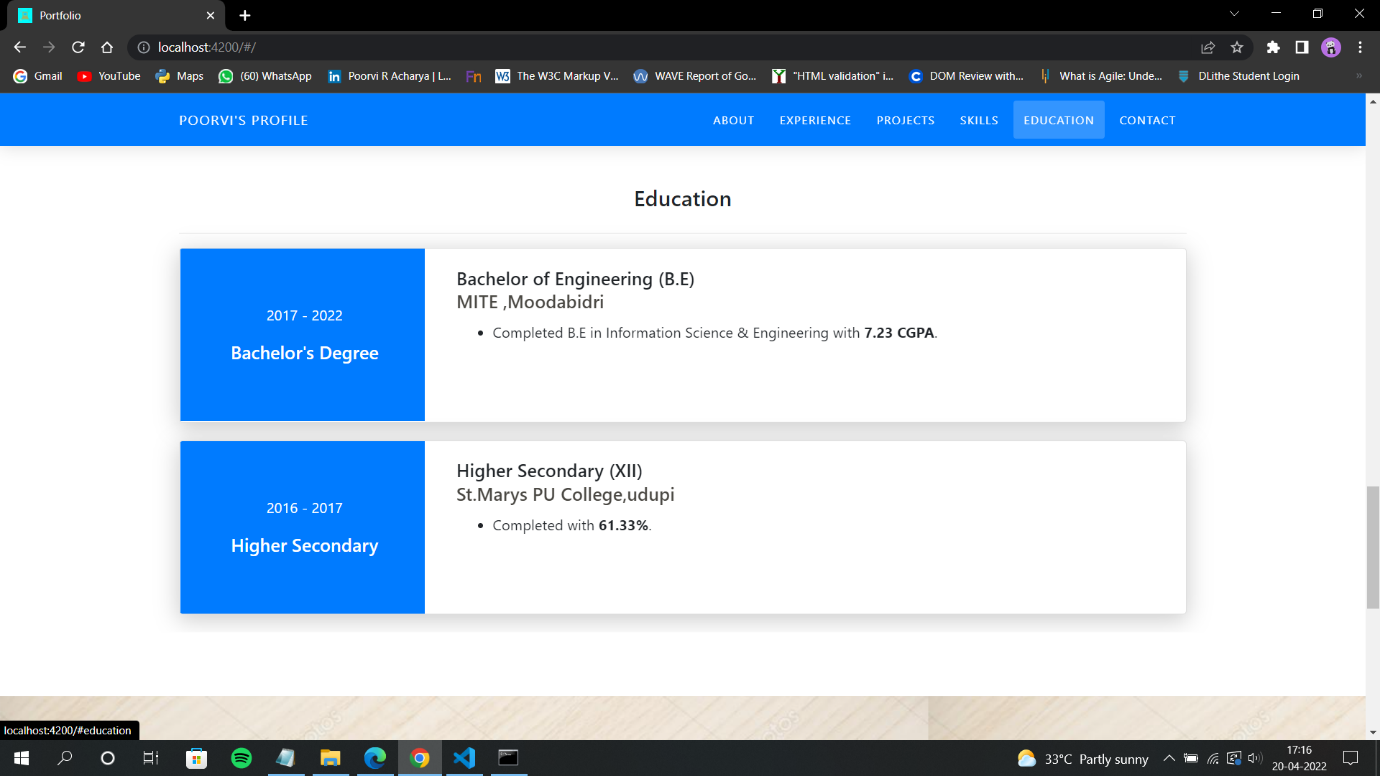 Portfolio
localhost:4200/#/
Gmail
YouTube
Maps
(60) WhatsApp
in
Poorvi R Acharya | L...
Fn
W3
The W3C Markup V...
WAVE Report of Go...
"HTML validation" i...
C
DOM Review with...
What is Agile: Unde...
DLithe Student Login
»
POORVI'S PROFILE
ABOUT
EXPERIENCE
PROJECTS
SKILLS
EDUCATION
CONTACT
Education
2017 - 2022
Bachelor's Degree
Bachelor of Engineering (B.E)
MITE ,Moodabidri
• Completed B.E in Information Science & Engineering with 7.23 CGPA.
2016 - 2017
Higher Secondary
Higher Secondary (XII)
St.Marys PU College,udupi
• Completed with 61.33%.
localhost:4200/#education
33°C Partly sunny
17:16
20-04-2022